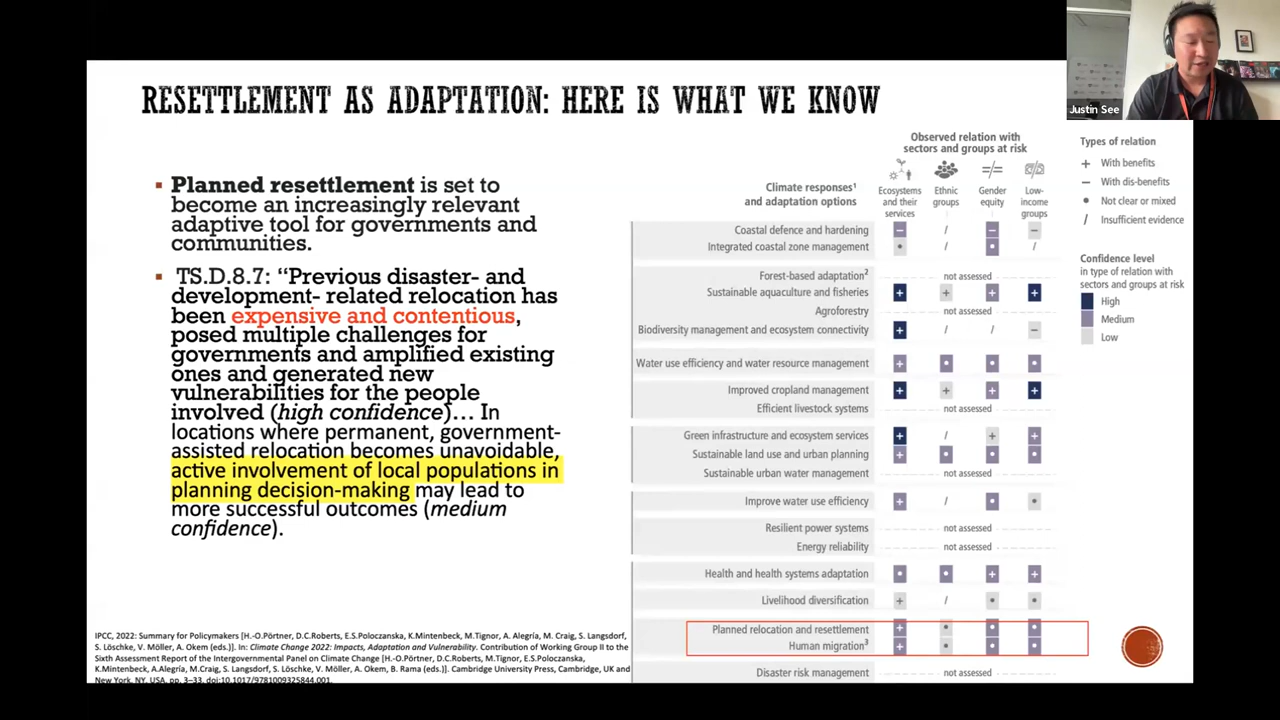 Justin See
RESETTLEMENT AS ADAPTATION: HERE IS WHAT WE KNOW
Planned resettlement is set to
become an increasingly relevant
adaptive tool for governments and
communities.
TS.D.8.7: “Previous disaster- and
development- related relocation has
been expensive and contentious,
posed multiple challenges for
governments and amplified existing
ones and generated new
vulnerabilities for the people
involved (high confidence)… In
locations where permanent, government-
assisted relocation becomes unavoidable,
active involvement of local populations in
planning decision-making may lead to
more successful outcomes (medium
confidence).
IPCC, 2022: Summary for Policymakers [H.-O.Pörtner, D.C.Roberts, E.S.Poloczanska, K.Mintenbeck, M.Tignor, A. Alegría, M. Craig, S. Langsdorf,
S. Löschke, V. Möller, A. Okem (eds.)]. In: Climate Change 2022: Impacts, Adaptation and Vulnerability. Contribution of Working Group II to the
Sixth Assessment Report of the Intergovernmental Panel on Climate Change [H.-O.Pörtner, D.C.Roberts, M.Tignor, E.S.Poloczanska,
K.Mintenbeck, A.Alegría, M.Craig, S. Langsdorf, S. Löschke, V. Möller, A. Okem, B. Rama (eds.)]. Cambridge University Press, Cambridge, UK and
New York, NY, USA, pp. 3–33, doi:10.1017/9781009325844.001.
Observed relation with
sectors and groups at risk
Climate responses¹
and adaptation options
Ecosystems
and their
services
Ethnic
groups
Gender
equity
Low-
income
groups
Coastal defence and hardening − / − −
Integrated coastal zone management • / • /
Forest-based adaptation² not assessed
Sustainable aquaculture and fisheries + + + +
Agroforestry not assessed
Biodiversity management and ecosystem connectivity + / / −
Water use efficiency and water resource management + • • •
Improved cropland management + + + +
Efficient livestock systems not assessed
Green infrastructure and ecosystem services + / + +
Sustainable land use and urban planning + • • •
Sustainable urban water management not assessed
Improve water use efficiency + / • •
Resilient power systems not assessed
Energy reliability not assessed
Health and health systems adaptation • • + +
Livelihood diversification + / • •
Planned relocation and resettlement + • • •
Human migration³ + • • •
Disaster risk management not assessed
Types of relation
+ With benefits
− With dis-benefits
• Not clear or mixed
/ Insufficient evidence
Confidence level
in type of relation with
sectors and groups at risk
High
Medium
Low